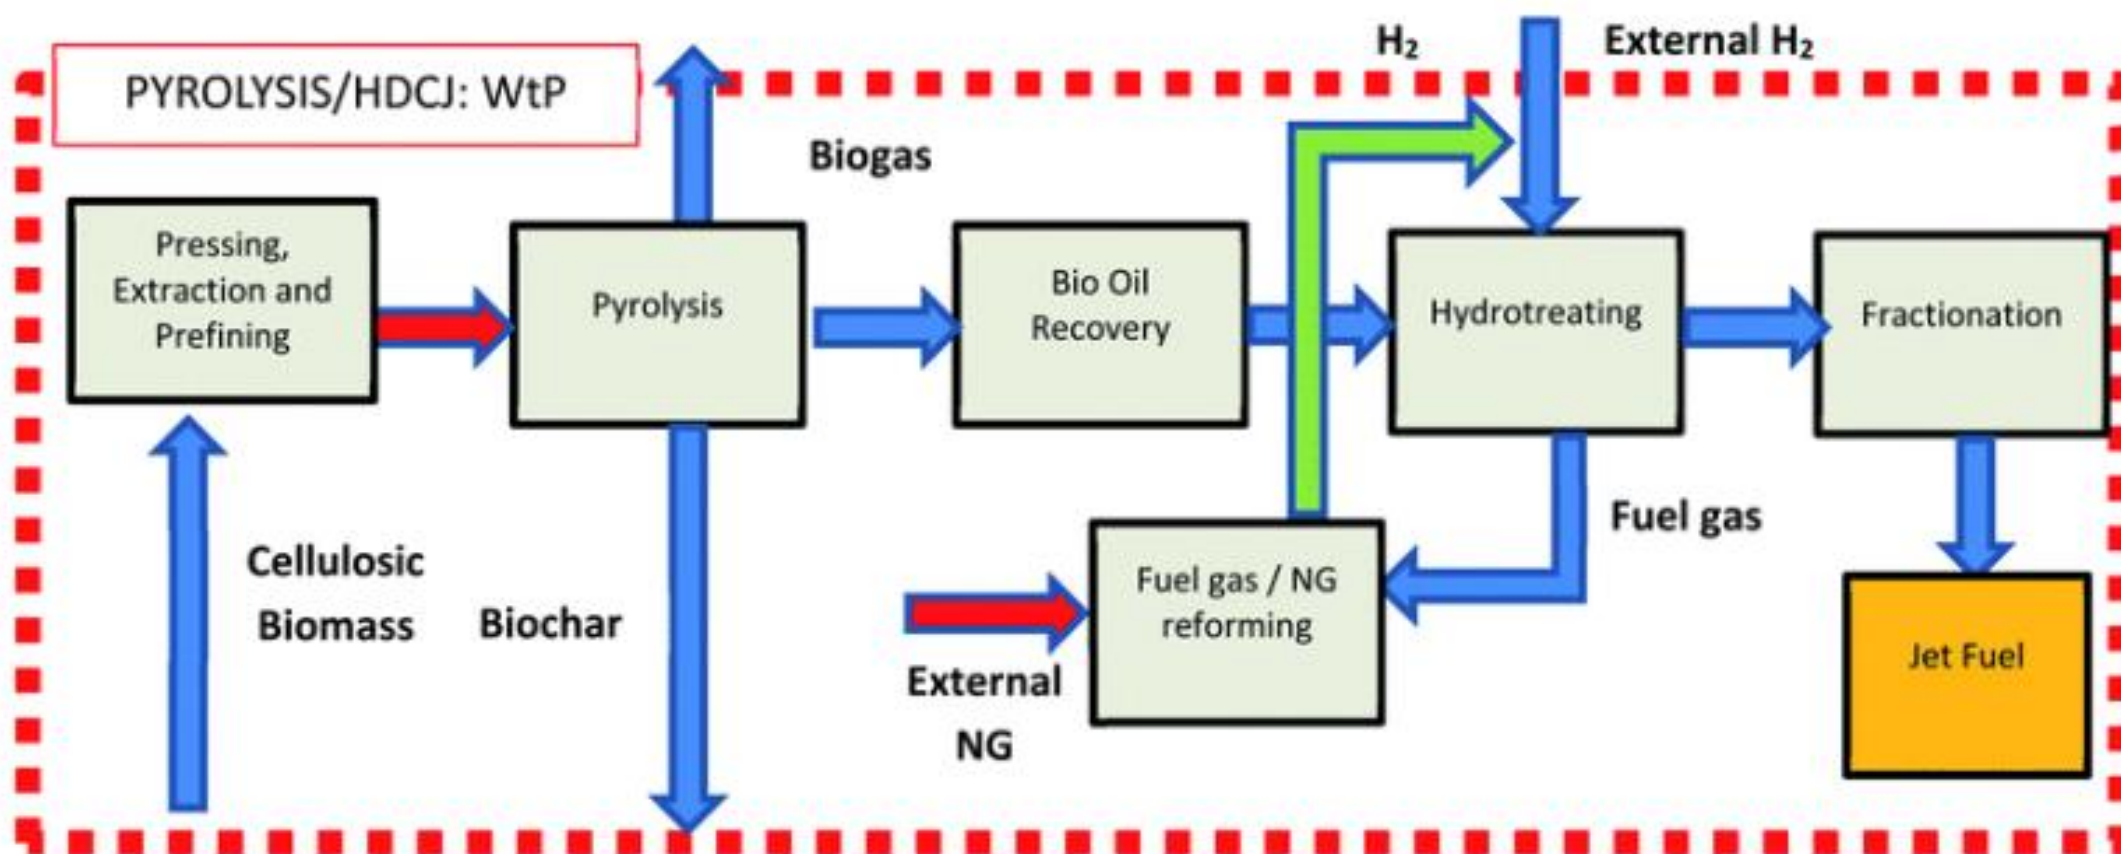 PYROLYSIS/HDCJ: WtP
H₂
External H₂
Biogas
Pressing,
Extraction and
Prefining
Pyrolysis
Bio Oil
Recovery
Hydrotreating
Fractionation
Cellulosic
Biomass
Biochar
External
NG
Fuel gas / NG
reforming
Fuel gas
Jet Fuel